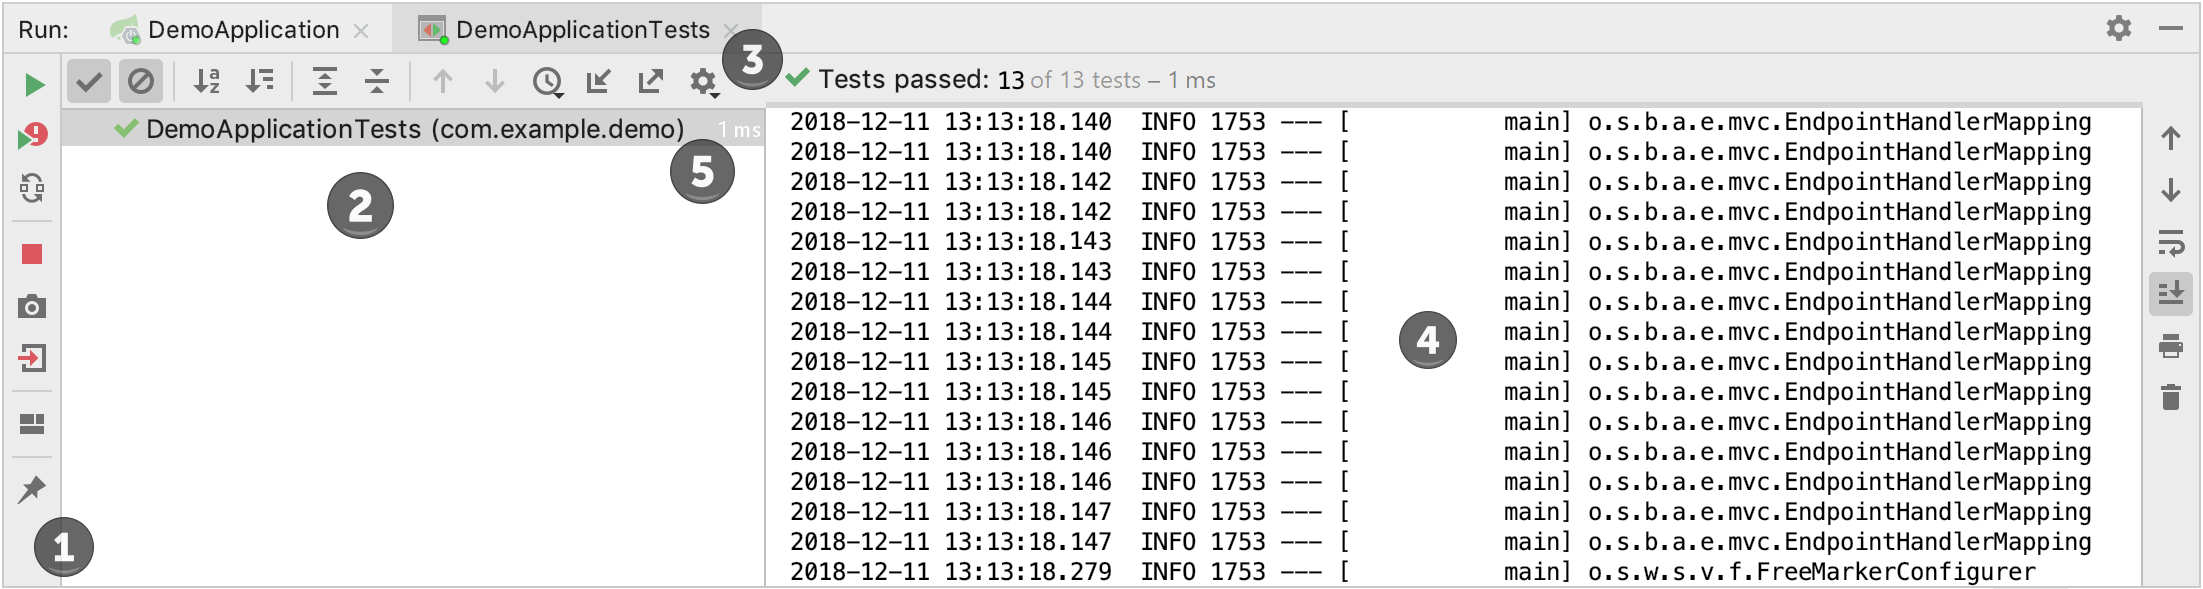 Run: DemoApplication DemoApplicationTests
3
Tests passed: 13 of 13 tests – 1 ms
DemoApplicationTests (com.example.demo) 1 ms
5
2
2018-12-11 13:13:18.140  INFO 1753 --- [           main] o.s.b.a.e.mvc.EndpointHandlerMapping
2018-12-11 13:13:18.140  INFO 1753 --- [           main] o.s.b.a.e.mvc.EndpointHandlerMapping
2018-12-11 13:13:18.142  INFO 1753 --- [           main] o.s.b.a.e.mvc.EndpointHandlerMapping
2018-12-11 13:13:18.142  INFO 1753 --- [           main] o.s.b.a.e.mvc.EndpointHandlerMapping
2018-12-11 13:13:18.143  INFO 1753 --- [           main] o.s.b.a.e.mvc.EndpointHandlerMapping
2018-12-11 13:13:18.143  INFO 1753 --- [           main] o.s.b.a.e.mvc.EndpointHandlerMapping
2018-12-11 13:13:18.144  INFO 1753 --- [           main] o.s.b.a.e.mvc.EndpointHandlerMapping
2018-12-11 13:13:18.144  INFO 1753 --- [           main] o.s.b.a.e.mvc.EndpointHandlerMapping
2018-12-11 13:13:18.145  INFO 1753 --- [           main] o.s.b.a.e.mvc.EndpointHandlerMapping
2018-12-11 13:13:18.145  INFO 1753 --- [           main] o.s.b.a.e.mvc.EndpointHandlerMapping
2018-12-11 13:13:18.146  INFO 1753 --- [           main] o.s.b.a.e.mvc.EndpointHandlerMapping
2018-12-11 13:13:18.146  INFO 1753 --- [           main] o.s.b.a.e.mvc.EndpointHandlerMapping
2018-12-11 13:13:18.146  INFO 1753 --- [           main] o.s.b.a.e.mvc.EndpointHandlerMapping
2018-12-11 13:13:18.147  INFO 1753 --- [           main] o.s.b.a.e.mvc.EndpointHandlerMapping
2018-12-11 13:13:18.147  INFO 1753 --- [           main] o.s.b.a.e.mvc.EndpointHandlerMapping
2018-12-11 13:13:18.279  INFO 1753 --- [           main] o.s.w.s.v.f.FreeMarkerConfigurer
4
1